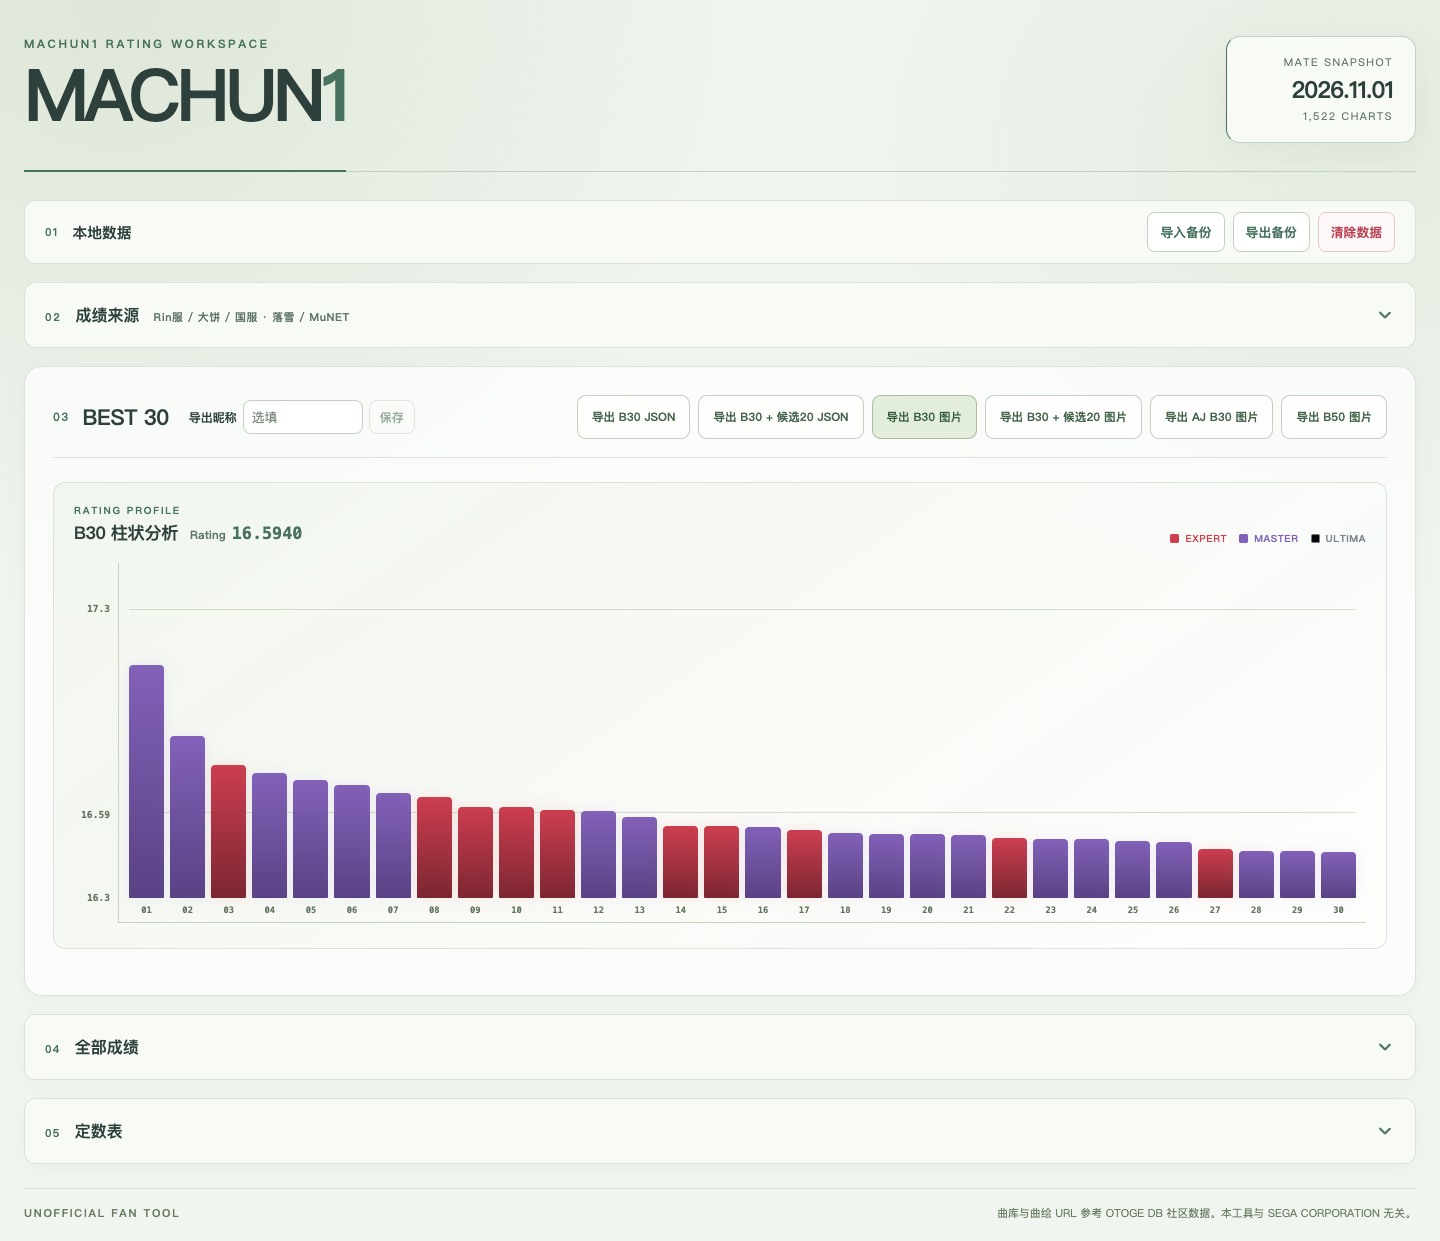 MACHUN1 RATING WORKSPACE
MACHUN1
MATE SNAPSHOT
2026.11.01
1,522 CHARTS
01 本地数据 导入备份 导出备份 清除数据
02 成绩来源 Rin服 / 大饼 / 国服 · 落雪 / MuNET
03 BEST 30 导出昵称 选填 保存 导出 B30 JSON 导出 B30 + 候选20 JSON 导出 B30 图片 导出 B30 + 候选20 图片 导出 AJ B30 图片 导出 B50 图片
RATING PROFILE
B30 柱状分析 Rating 16.5940
EXPERT MASTER ULTIMA
17.3
16.59
16.3
01 02 03 04 05 06 07 08 09 10 11 12 13 14 15 16 17 18 19 20 21 22 23 24 25 26 27 28 29 30
04 全部成绩
05 定数表
UNOFFICIAL FAN TOOL 曲库与曲绘 URL 参考 OTOGE DB 社区数据。本工具与 SEGA CORPORATION 无关。